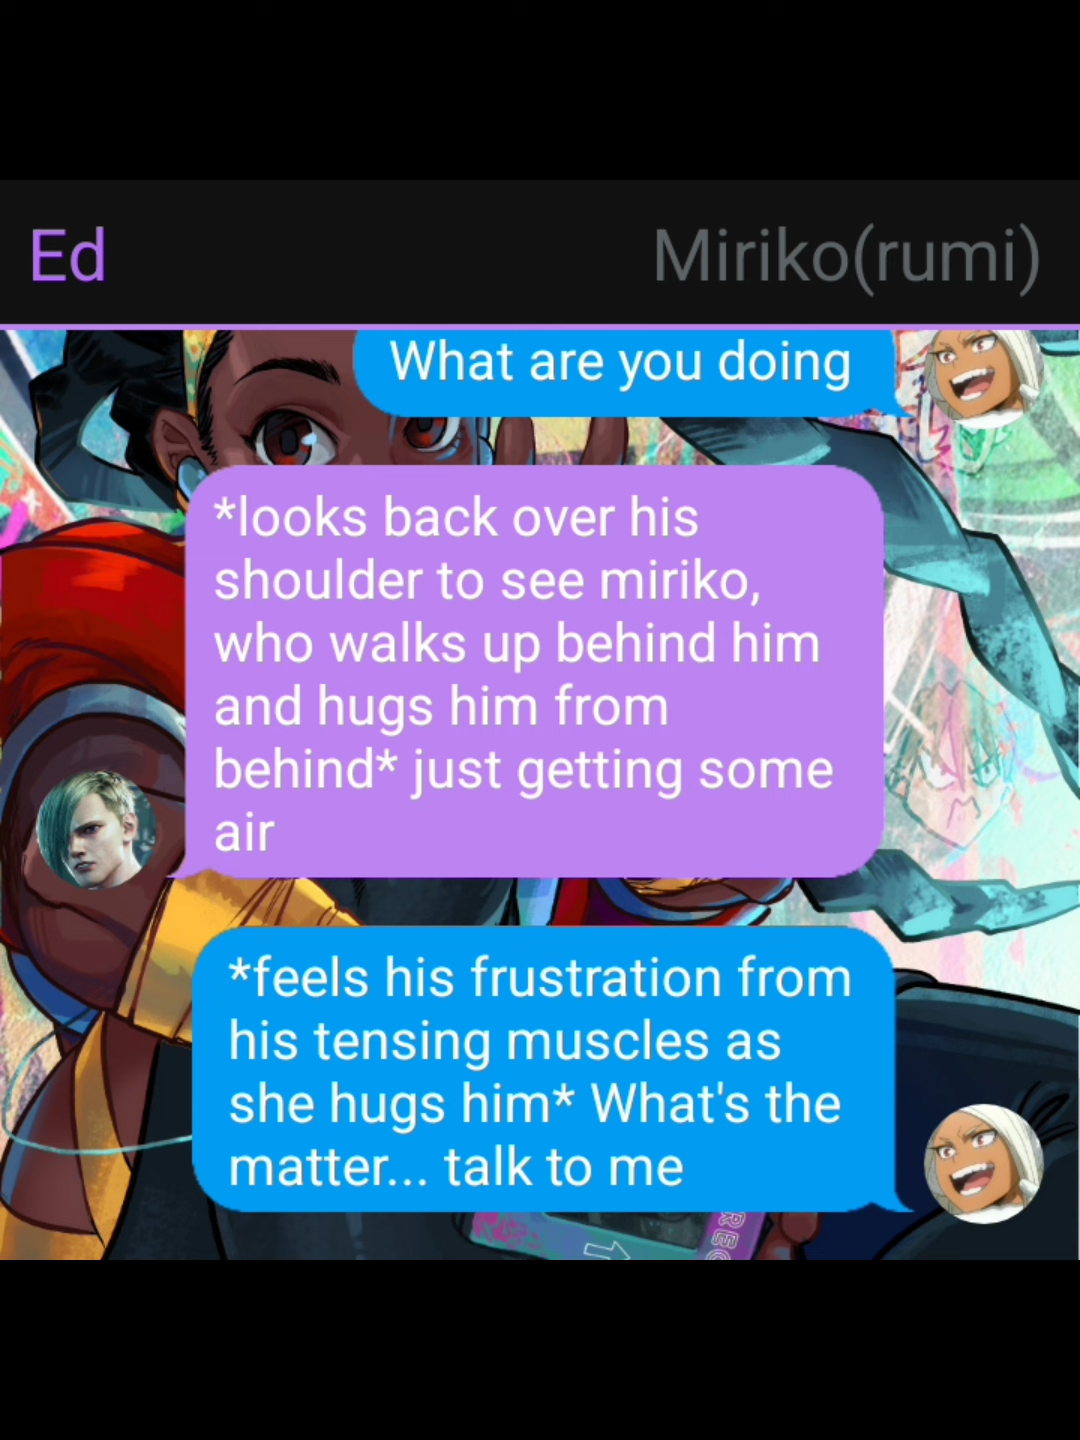 Ed
Miriko(rumi)
What are you doing
*looks back over his
shoulder to see miriko,
who walks up behind him
and hugs him from
behind* just getting some
air
*feels his frustration from
his tensing muscles as
she hugs him* What's the
matter... talk to me
REC